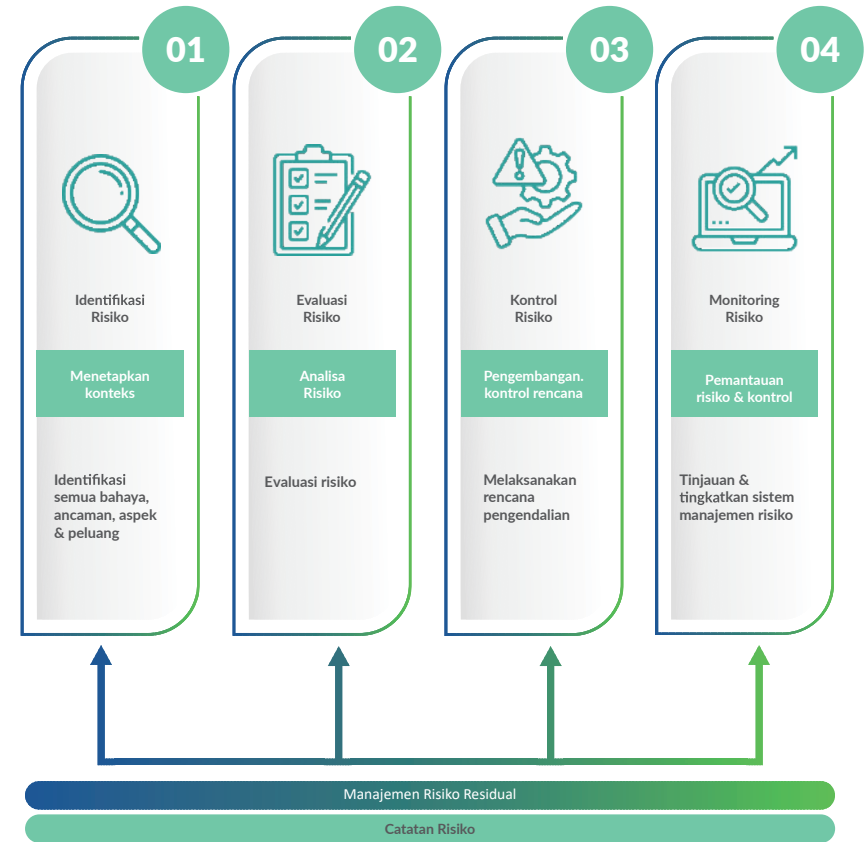 01
Identifikasi
Risiko
Menetapkan
konteks
Identifikasi
semua bahaya,
ancaman, aspek
& peluang
02
Evaluasi
Risiko
Analisa
Risiko
Evaluasi risiko
03
Kontrol
Risiko
Pengembangan.
kontrol rencana
Melaksanakan
rencana
pengendalian
04
Monitoring
Risiko
Pemantauan
risiko & kontrol
Tinjauan &
tingkatkan sistem
manajemen risiko
Manajemen Risiko Residual
Catatan Risiko